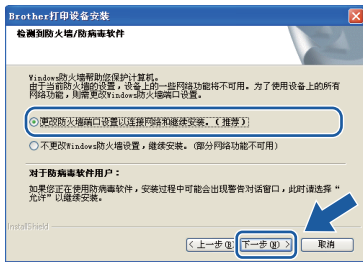 Brother打印设备安装
检测到防火墙/防病毒软件
Windows防火墙帮助您保护计算机。
由于当前防火墙的设置，设备上的一些网络功能将不可用。为了使用设备上的所有
网络功能，则需更改Windows防火墙端口设置。
更改防火墙端口设置以连接网络和继续安装。(推荐)
不更改Windows防火墙设置，继续安装。(部分网络功能不可用)
对于防病毒软件用户：
如果您正在使用防病毒软件，安装过程中可能会出现警告对话窗口，此时请选择“
允许”以继续安装。
InstallShield
< 上一步(B) 下一步(N) > 取消